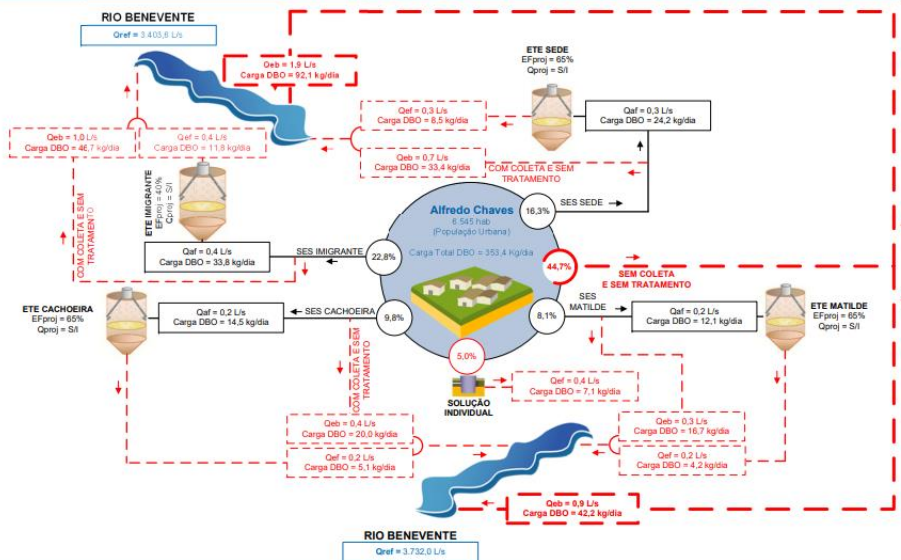 RIO BENEVENTE
Qref = 3.403,6 L/s
Qeb = 1,9 L/s
Carga DBO = 92,1 kg/dia
ETE SEDE
EFproj = 65%
Qproj = S/I
Qaf = 0,3 L/s
Carga DBO = 24,2 kg/dia
Qef = 0,3 L/s
Carga DBO = 8,5 kg/dia
Qeb = 0,7 L/s
Carga DBO = 33,4 kg/dia
COM COLETA E SEM
TRATAMENTO
Qeb = 1,0 L/s
Carga DBO = 46,7 kg/dia
Qef = 0,4 L/s
Carga DBO = 11,8 kg/dia
ETE IMIGRANTE
EFproj = 40%
Qproj = S/I
COM COLETA E SEM
TRATAMENTO
Qaf = 0,4 L/s
Carga DBO = 33,8 kg/dia
SES IMIGRANTE
22,8%
Alfredo Chaves
6.545 hab
(População Urbana)
Carga Total DBO = 353,4 kg/dia
16,3%
SES SEDE
44,7%
SEM COLETA
E SEM TRATAMENTO
ETE CACHOEIRA
EFproj = 65%
Qproj = S/I
Qaf = 0,2 L/s
Carga DBO = 14,5 kg/dia
SES CACHOEIRA
9,8%
8,1%
SES
MATILDE
Qaf = 0,2 L/s
Carga DBO = 12,1 kg/dia
ETE MATILDE
EFproj = 65%
Qproj = S/I
COM COLETA E SEM
TRATAMENTO
5,0%
SOLUÇÃO
INDIVIDUAL
Qef = 0,4 L/s
Carga DBO = 7,1 kg/dia
Qeb = 0,4 L/s
Carga DBO = 20,0 kg/dia
Qef = 0,2 L/s
Carga DBO = 5,1 kg/dia
Qeb = 0,3 L/s
Carga DBO = 16,7 kg/dia
Qef = 0,2 L/s
Carga DBO = 4,2 kg/dia
Qeb = 0,9 L/s
Carga DBO = 42,2 kg/dia
RIO BENEVENTE
Qref = 3.732,0 L/s